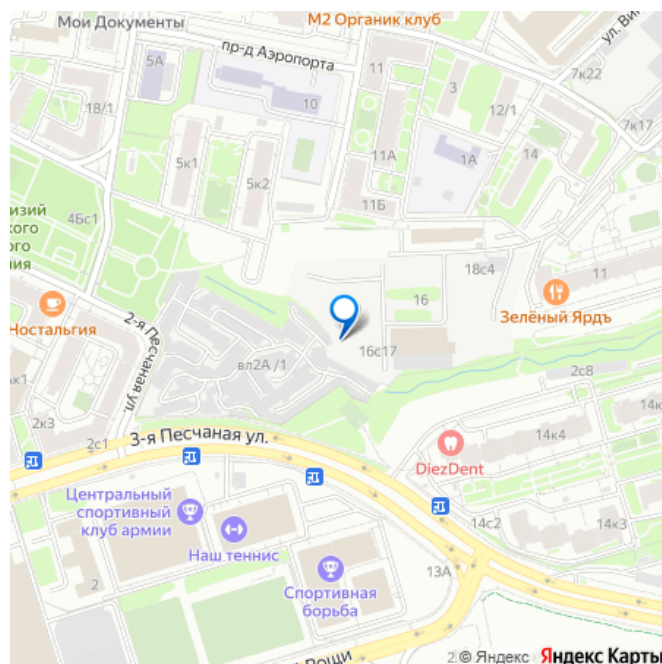 Мои Документы
М2 Органик клуб
пр-д Аэропорта
5А
11
10
3
12/1
7к22
7к17
18/1
5к1
5к2
11А
1А
14
11Б
4Бс1
18с4
11
16
Зелёный Ярдъ
Ностальгия
2-я Песчаная ул.
16с17
вл2А /1
2с8
2к3
2с1
3-я Песчаная ул.
14к4
DiezDent
Центральный
спортивный
клуб армии
Наш теннис
14с2
14к3
Спортивная
борьба
13А
2
Рощи
© Яндекс Яндекс Карты